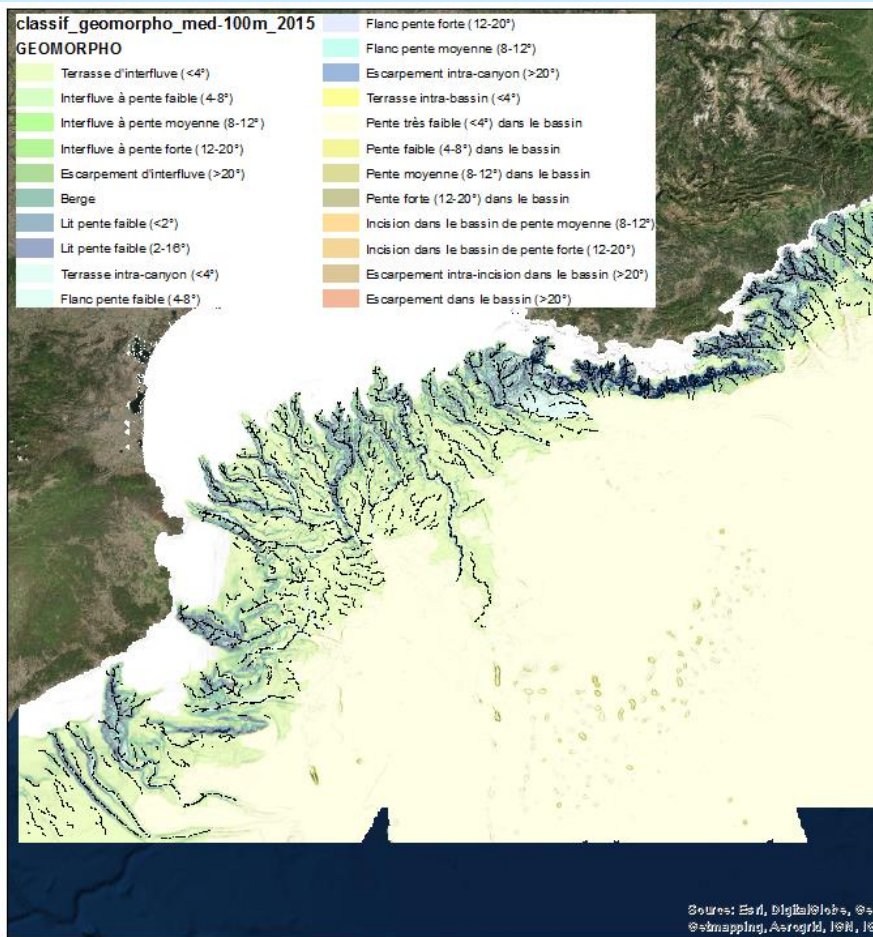 classif_geomorpho_med-100m_2015
GEOMORPHO
Terrasse d'interfluve (<4°)
Interfluve à pente faible (4-8°)
Interfluve à pente moyenne (8-12°)
Interfluve à pente forte (12-20°)
Escarpement d'interfluve (>20°)
Berge
Lit pente faible (<2°)
Lit pente faible (2-16°)
Terrasse intra-canyon (<4°)
Flanc pente faible (4-8°)
Flanc pente forte (12-20°)
Flanc pente moyenne (8-12°)
Escarpement intra-canyon (>20°)
Terrasse intra-bassin (<4°)
Pente très faible (<4°) dans le bassin
Pente faible (4-8°) dans le bassin
Pente moyenne (8-12°) dans le bassin
Pente forte (12-20°) dans le bassin
Incision dans le bassin de pente moyenne (8-12°)
Incision dans le bassin de pente forte (12-20°)
Escarpement intra-incision dans le bassin (>20°)
Escarpement dans le bassin (>20°)
Source: Esri, DigitalGlobe, Ge
Getmapping, Aerogrid, IGN, IG